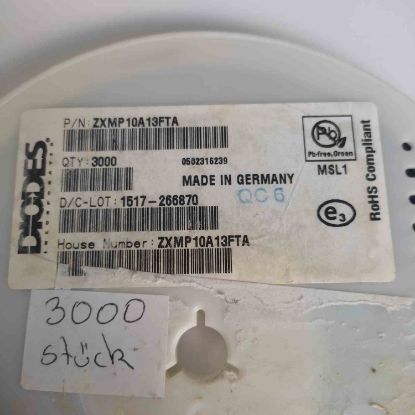 P/N: ZXMP10A13FTA
QTY: 3000
0502316239
MADE IN GERMANY
D/C-LOT: 1517-266870
QC 6
House Number: ZXMP10A13FTA
DIODES
INCORPORATED
Pb
Pb-free, Green
MSL1
e3
RoHS Compliant
3000
stück